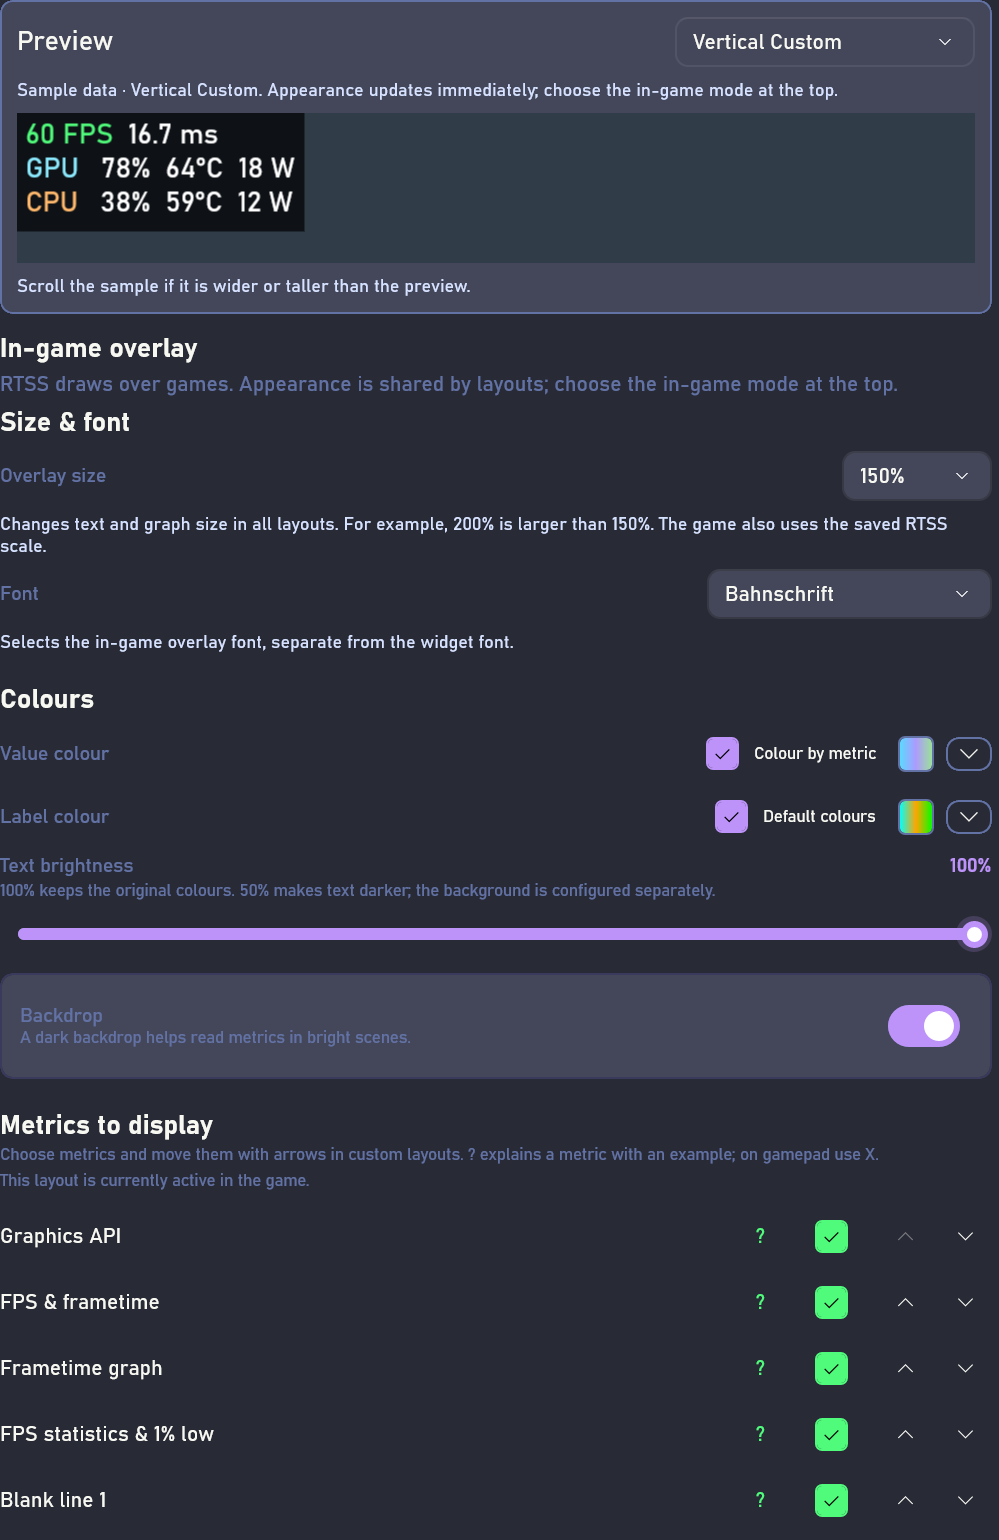 Preview
Vertical Custom
Sample data · Vertical Custom. Appearance updates immediately; choose the in-game mode at the top.
60 FPS 16.7 ms
GPU 78% 64°C 18 W
CPU 38% 59°C 12 W
Scroll the sample if it is wider or taller than the preview.
In-game overlay
RTSS draws over games. Appearance is shared by layouts; choose the in-game mode at the top.
Size & font
Overlay size
150%
Changes text and graph size in all layouts. For example, 200% is larger than 150%. The game also uses the saved RTSS
scale.
Font
Bahnschrift
Selects the in-game overlay font, separate from the widget font.
Colours
Value colour
Colour by metric
Label colour
Default colours
Text brightness
100%
100% keeps the original colours. 50% makes text darker; the background is configured separately.
Backdrop
A dark backdrop helps read metrics in bright scenes.
Metrics to display
Choose metrics and move them with arrows in custom layouts. ? explains a metric with an example; on gamepad use X.
This layout is currently active in the game.
Graphics API ?
FPS & frametime ?
Frametime graph ?
FPS statistics & 1% low ?
Blank line 1 ?